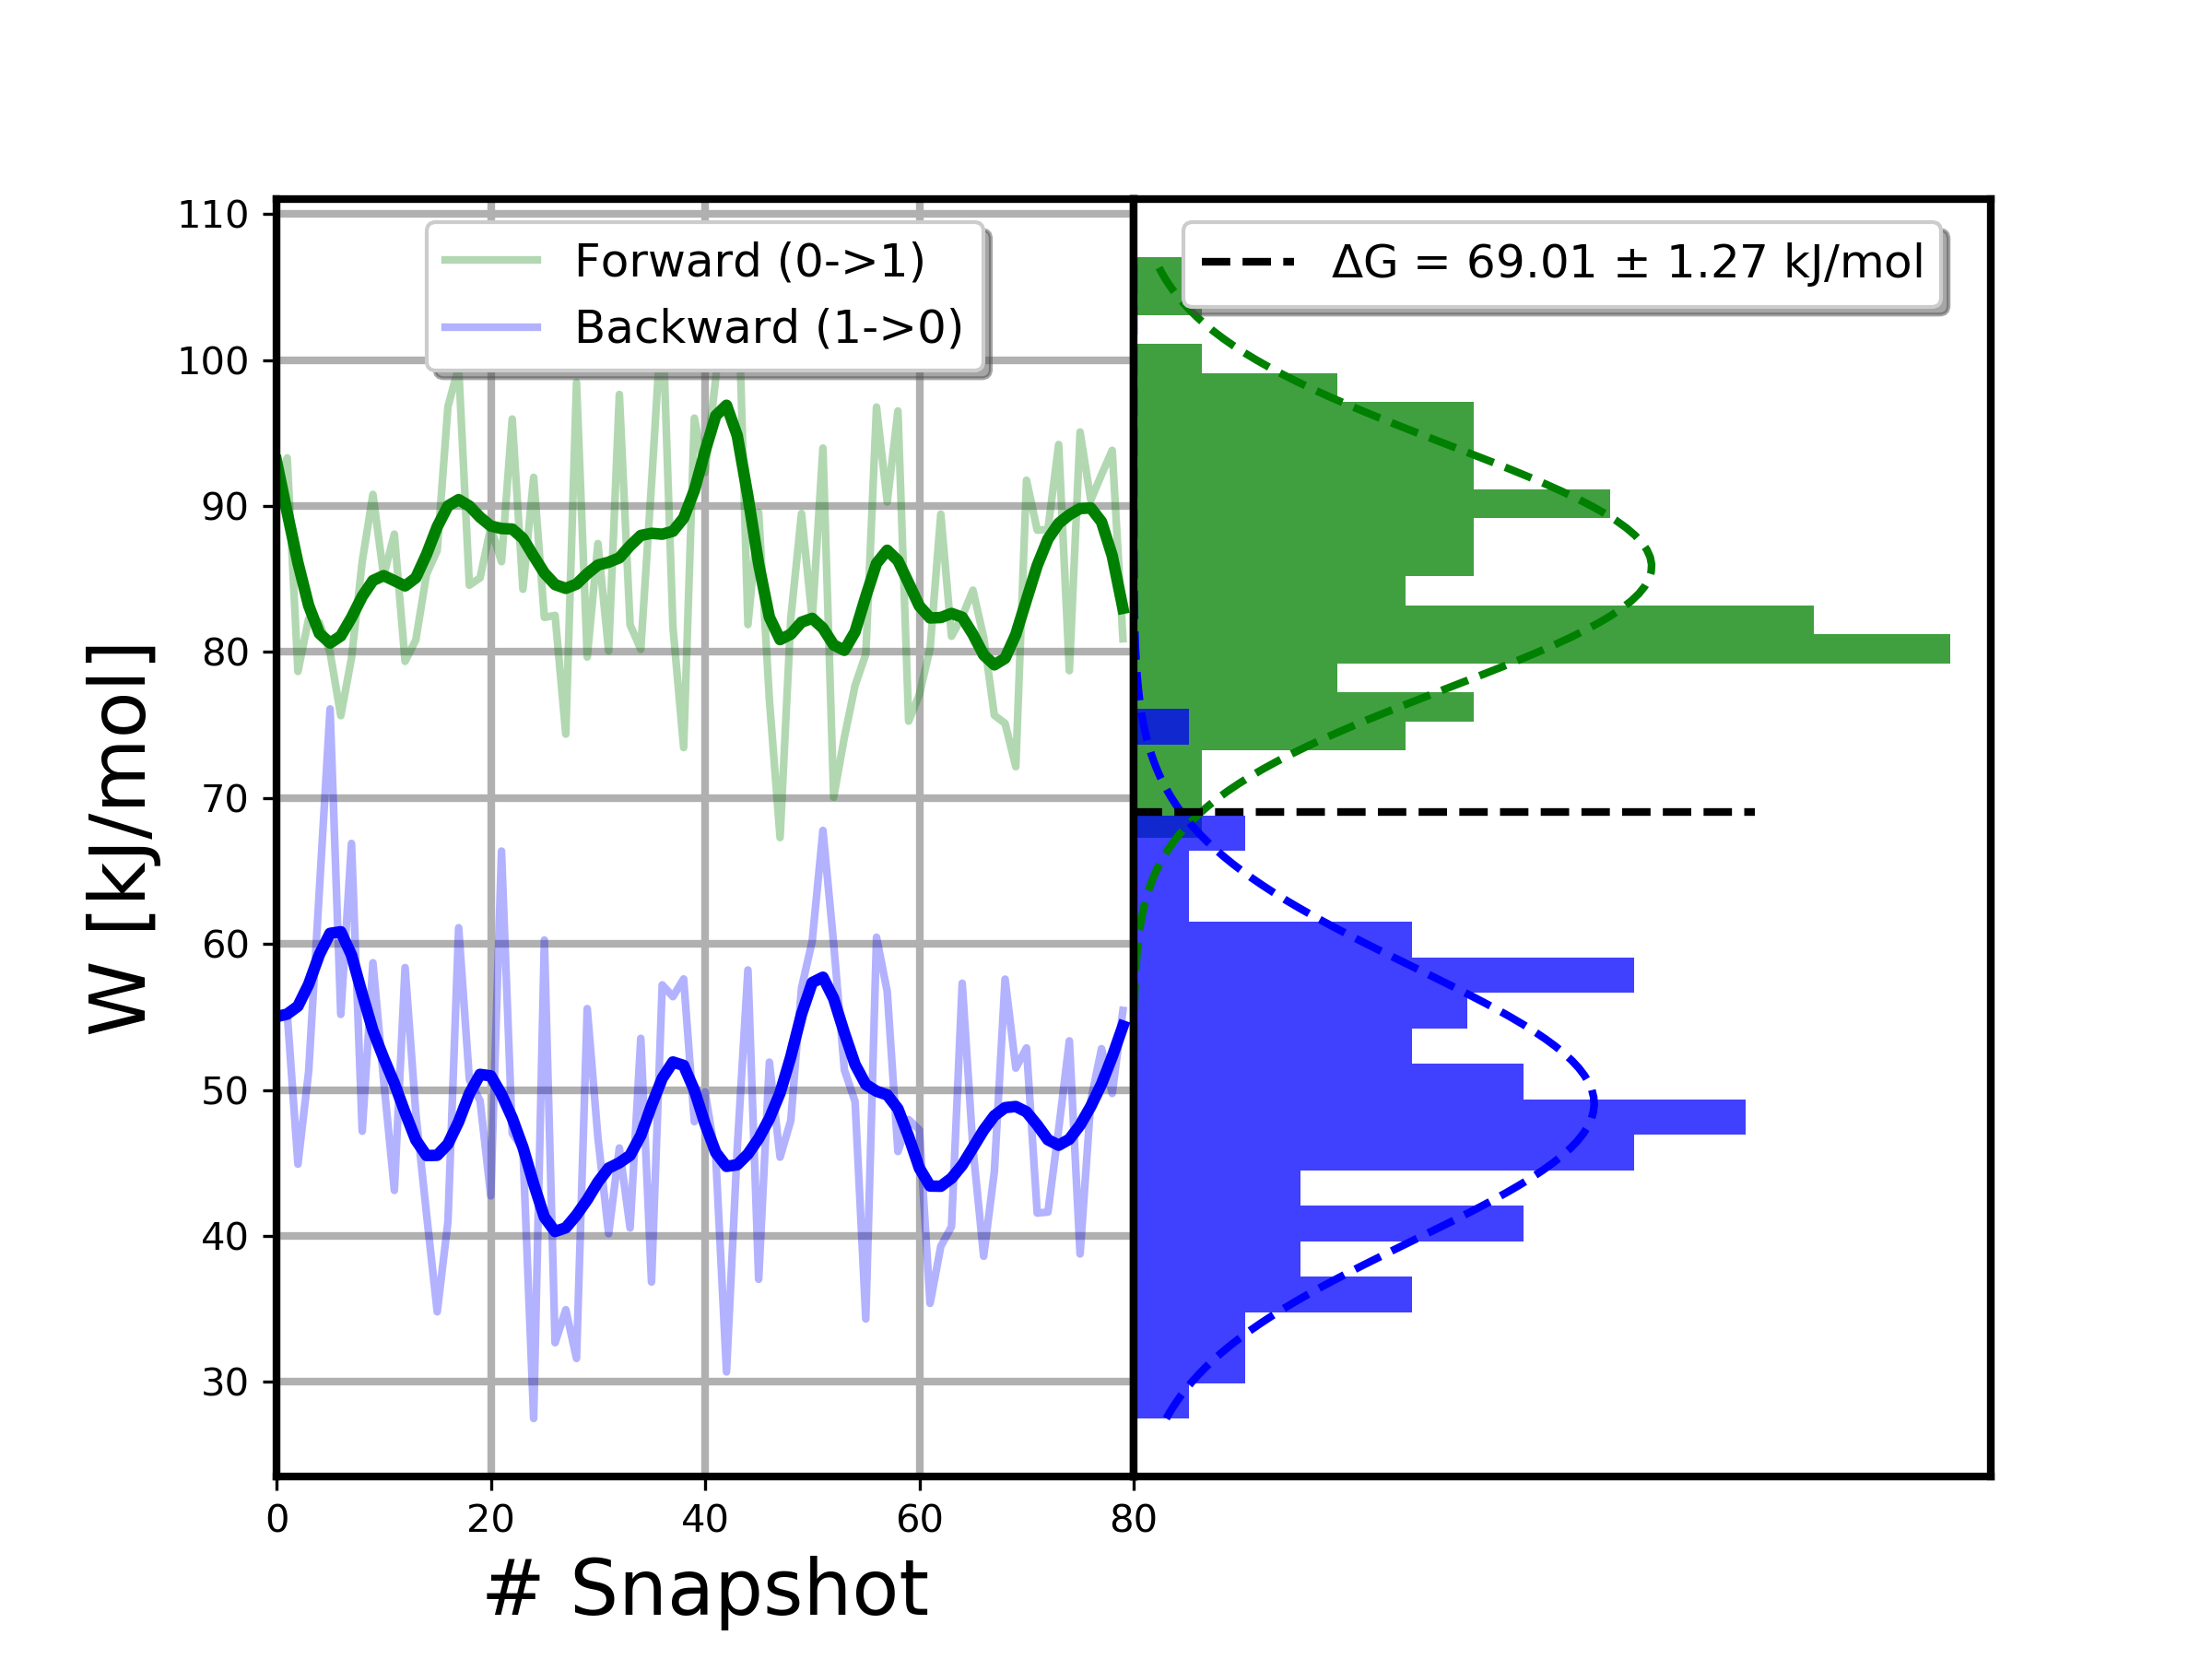 Forward (0->1)
Backward (1->0)
ΔG = 69.01 ± 1.27 kJ/mol
110
100
90
80
70
60
50
40
30
W [kJ/mol]
0 20 40 60 80
# Snapshot